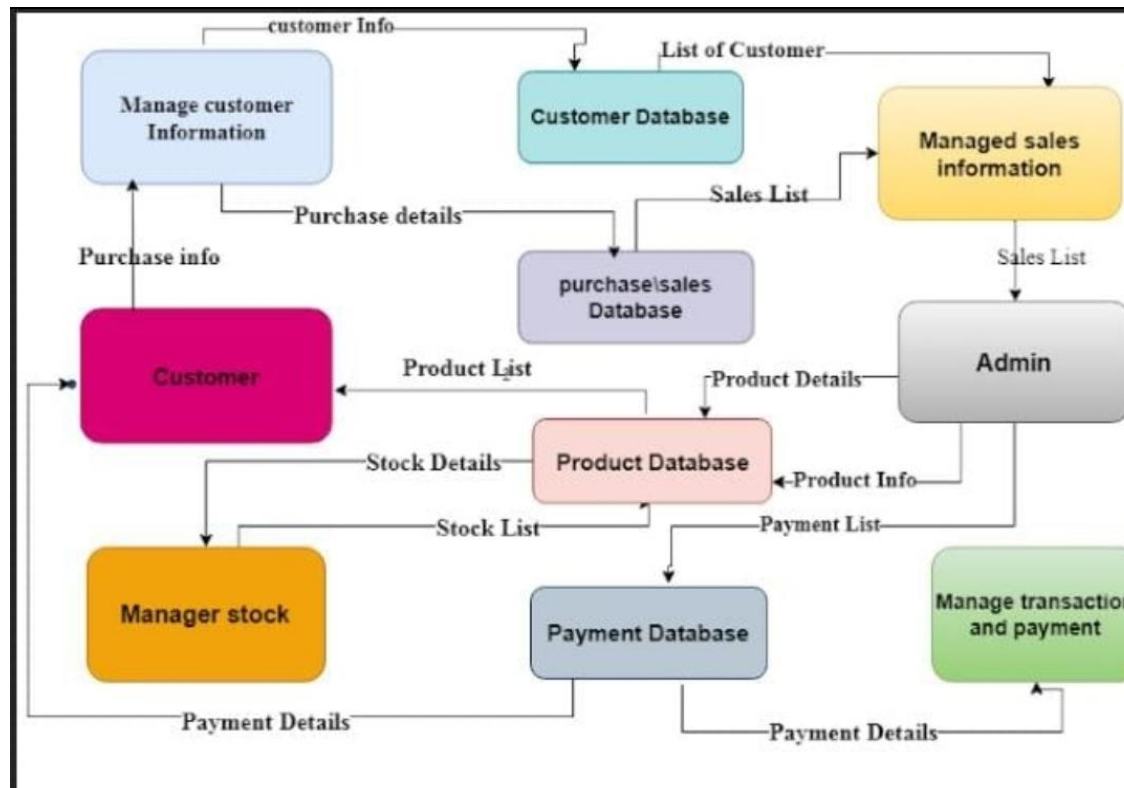 customer Info
List of Customer
Manage customer
Information
Customer Database
Managed sales
information
Sales List
Purchase details
Purchase info
Sales List
purchase\sales
Database
Customer
Product List
Product Details
Admin
Stock Details
Product Database
Product Info
Stock List
Payment List
Manager stock
Payment Database
Manage transaction
and payment
Payment Details
Payment Details